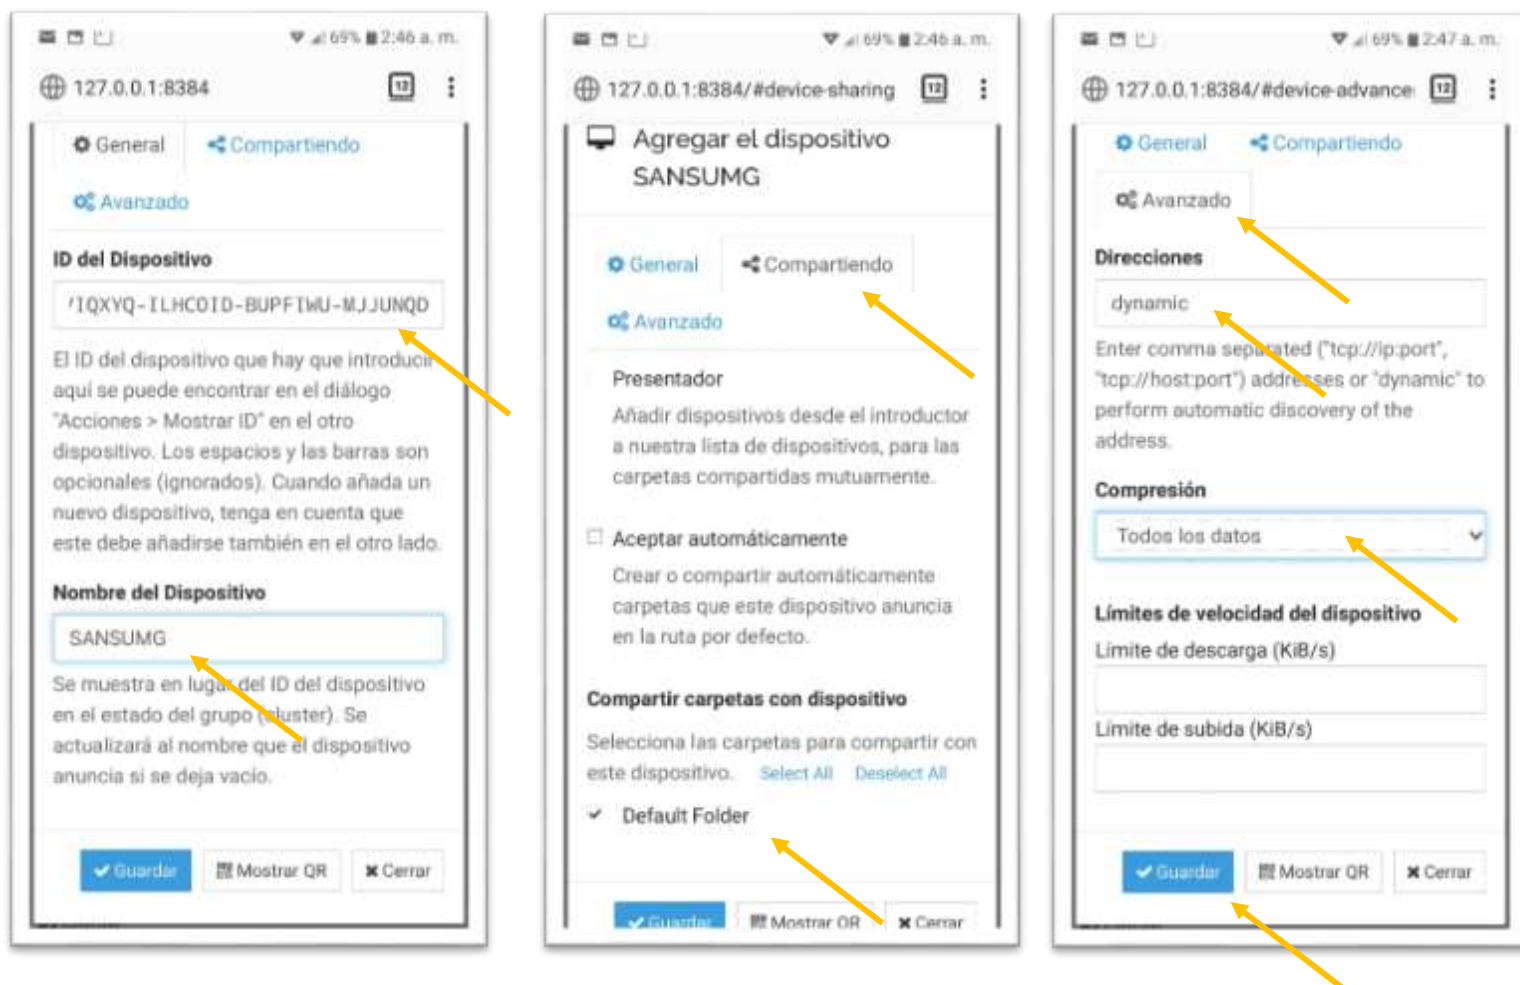 69% 2:46 a. m.
127.0.0.1:8384
12
General
Compartiendo
Avanzado
ID del Dispositivo
IQXYQ-ILHCOID-BUPFIWU-MJJUNQD
El ID del dispositivo que hay que introducir
aquí se puede encontrar en el diálogo
"Acciones > Mostrar ID" en el otro
dispositivo. Los espacios y las barras son
opcionales (ignorados). Cuando añada un
nuevo dispositivo, tenga en cuenta que
este debe añadirse también en el otro lado.
Nombre del Dispositivo
SANSUMG
Se muestra en lugar del ID del dispositivo
en el estado del grupo (cluster). Se
actualizará al nombre que el dispositivo
anuncia si se deja vacío.
Guardar
Mostrar QR
Cerrar
69% 2:46 a. m.
127.0.0.1:8384/#device-sharing
12
Agregar el dispositivo
SANSUMG
General
Compartiendo
Avanzado
Presentador
Añadir dispositivos desde el introductor
a nuestra lista de dispositivos, para las
carpetas compartidas mutuamente.
Aceptar automáticamente
Crear o compartir automáticamente
carpetas que este dispositivo anuncia
en la ruta por defecto.
Compartir carpetas con dispositivo
Selecciona las carpetas para compartir con
este dispositivo. Select All Deselect All
Default Folder
Guardar
Mostrar QR
Cerrar
69% 2:47 a. m.
127.0.0.1:8384/#device-advance
12
General
Compartiendo
Avanzado
Direcciones
dynamic
Enter comma separated ("tcp://ip:port",
"tcp://host:port") addresses or "dynamic" to
perform automatic discovery of the
address.
Compresión
Todos los datos
Límites de velocidad del dispositivo
Límite de descarga (KiB/s)
Límite de subida (KiB/s)
Guardar
Mostrar QR
Cerrar